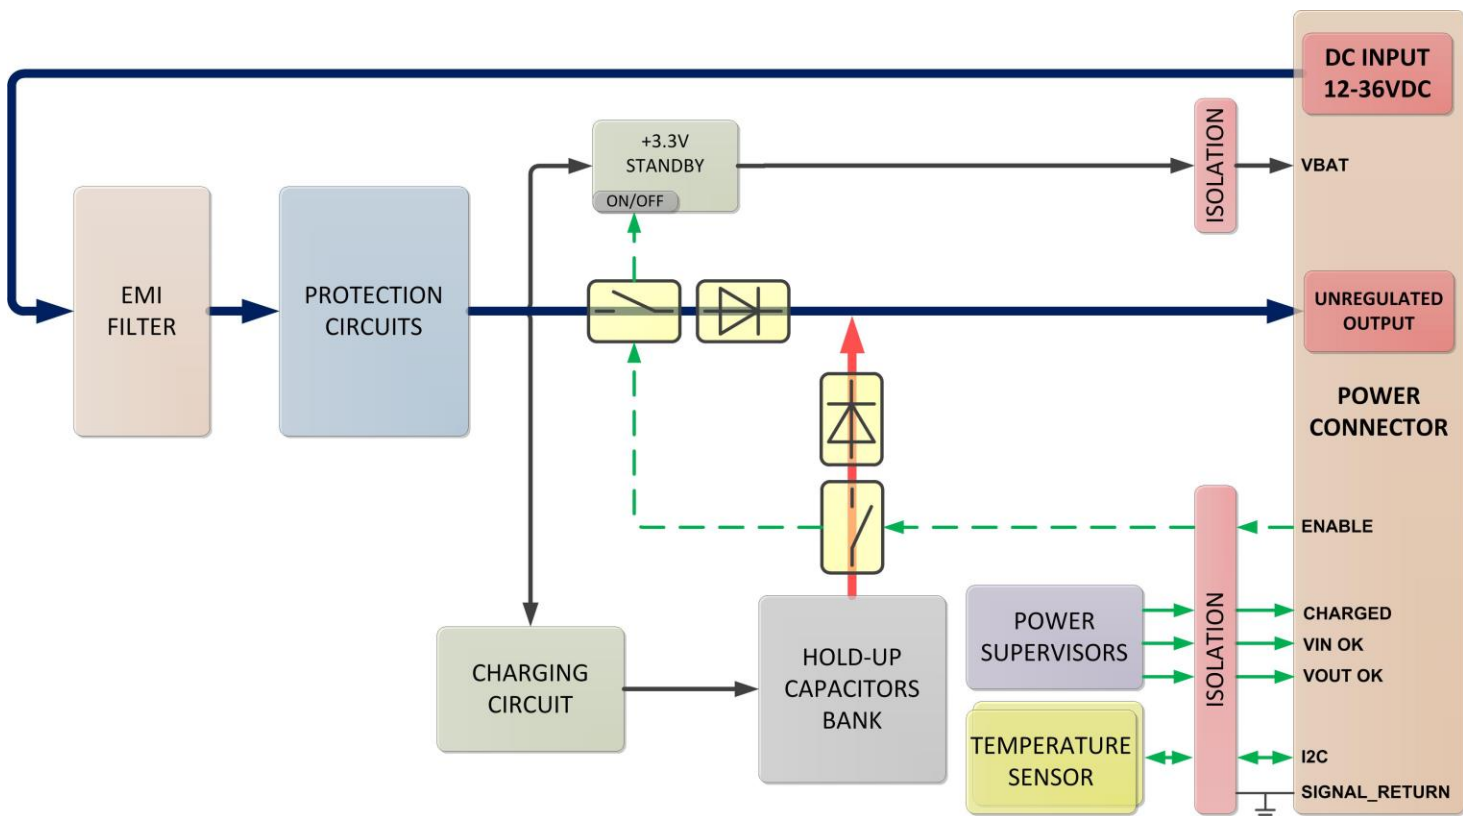 DC INPUT
12-36VDC
+3.3V
STANDBY
ON/OFF
ISOLATION
VBAT
EMI
FILTER
PROTECTION
CIRCUITS
UNREGULATED
OUTPUT
POWER
CONNECTOR
ENABLE
CHARGING
CIRCUIT
HOLD-UP
CAPACITORS
BANK
POWER
SUPERVISORS
ISOLATION
CHARGED
VIN OK
VOUT OK
TEMPERATURE
SENSOR
I2C
SIGNAL_RETURN